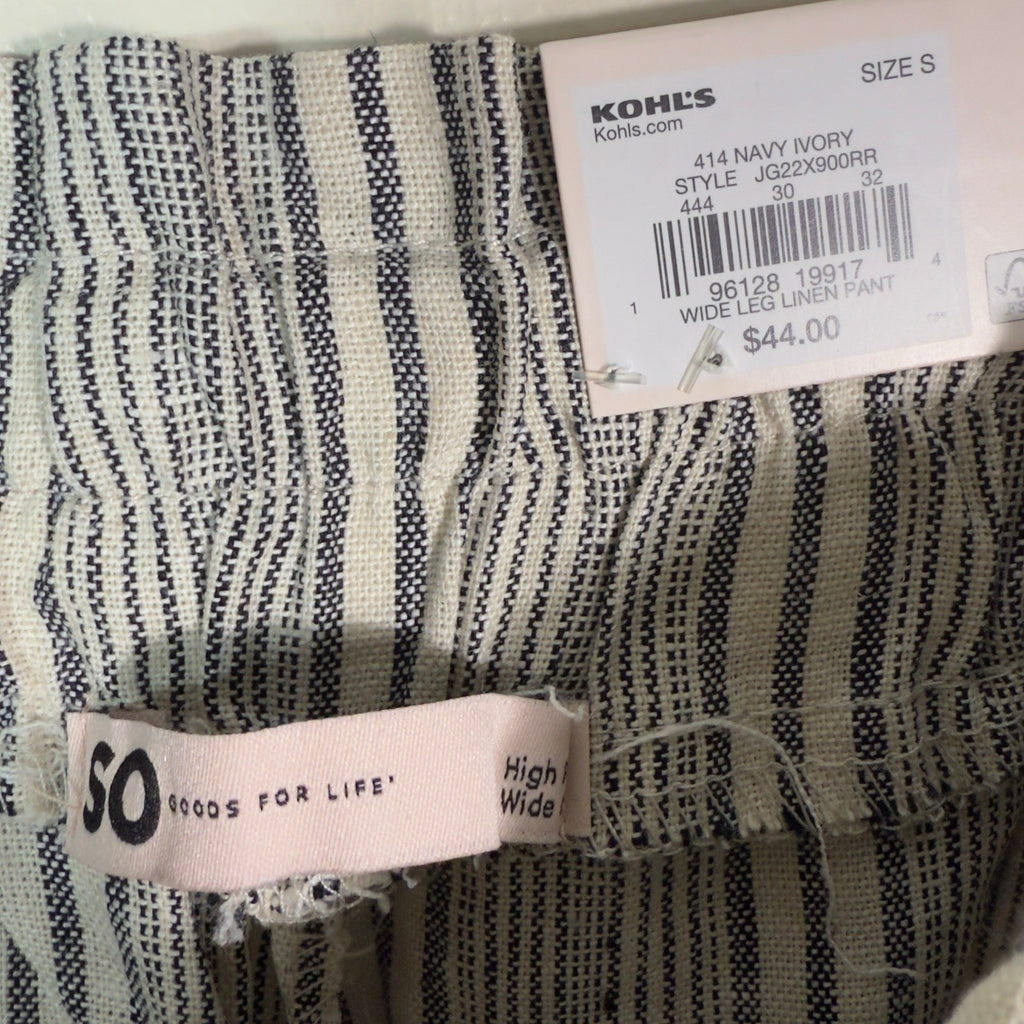 KOHL'S
SIZE S
Kohls.com
414 NAVY IVORY
STYLE JG22X900RR
444 30 32
1 96128 19917 4
WIDE LEG LINEN PANT
$44.00
SO GOODS FOR LIFE
High
Wide